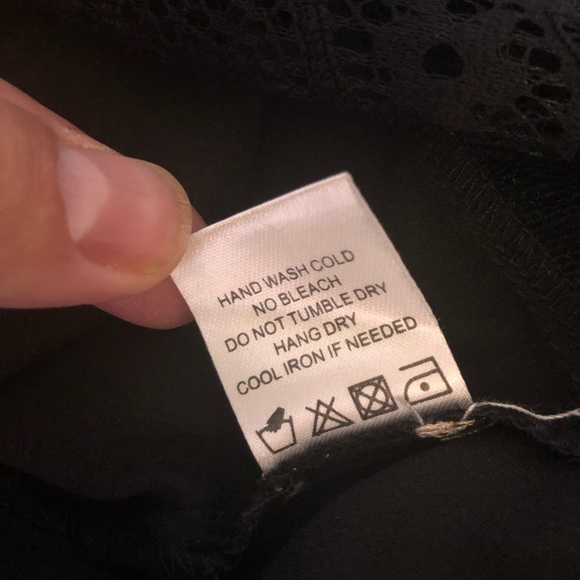 HAND WASH COLD
NO BLEACH
DO NOT TUMBLE DRY
HANG DRY
COOL IRON IF NEEDED